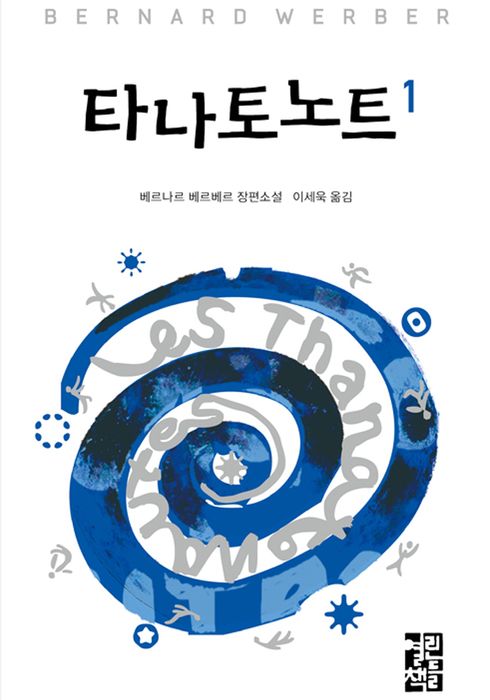 BERNARD WERBER
타나토노트 1
베르나르 베르베르 장편소설 이세욱 옮김
Les Thanatonautes
열린
책들